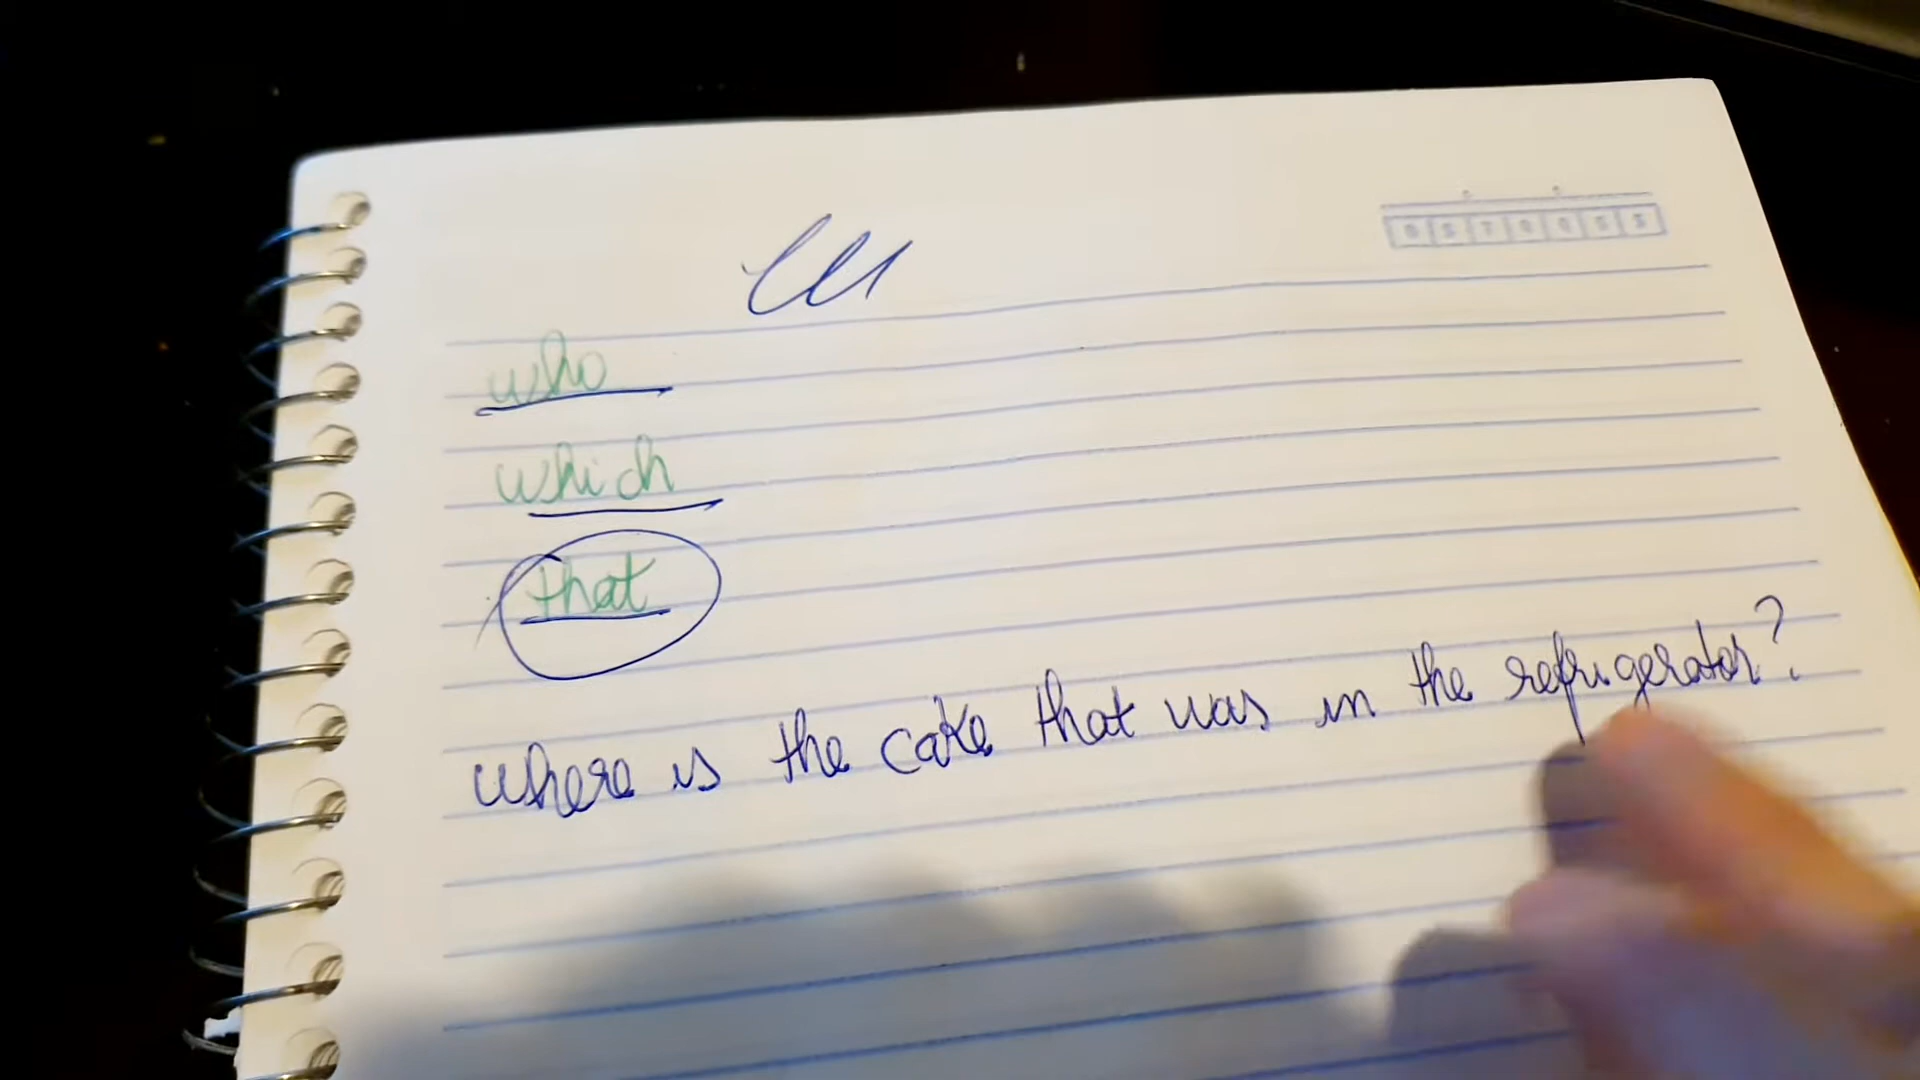 who
which
that
where is the cake that was in the refrigerator?